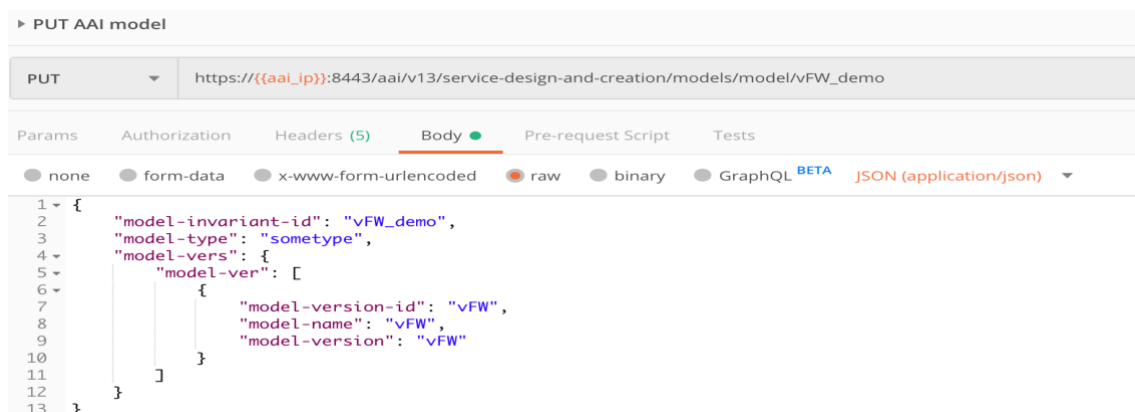 PUT AAI model
PUT https://{{aai_ip}}:8443/aai/v13/service-design-and-creation/models/model/vFW_demo
Params Authorization Headers (5) Body Pre-request Script Tests
none form-data x-www-form-urlencoded raw binary GraphQL BETA JSON (application/json)
1 {
2 "model-invariant-id": "vFW_demo",
3 "model-type": "sometype",
4 "model-vers": {
5 "model-ver": [
6 {
7 "model-version-id": "vFW",
8 "model-name": "vFW",
9 "model-version": "vFW"
10 }
11 ]
12 }
13 }